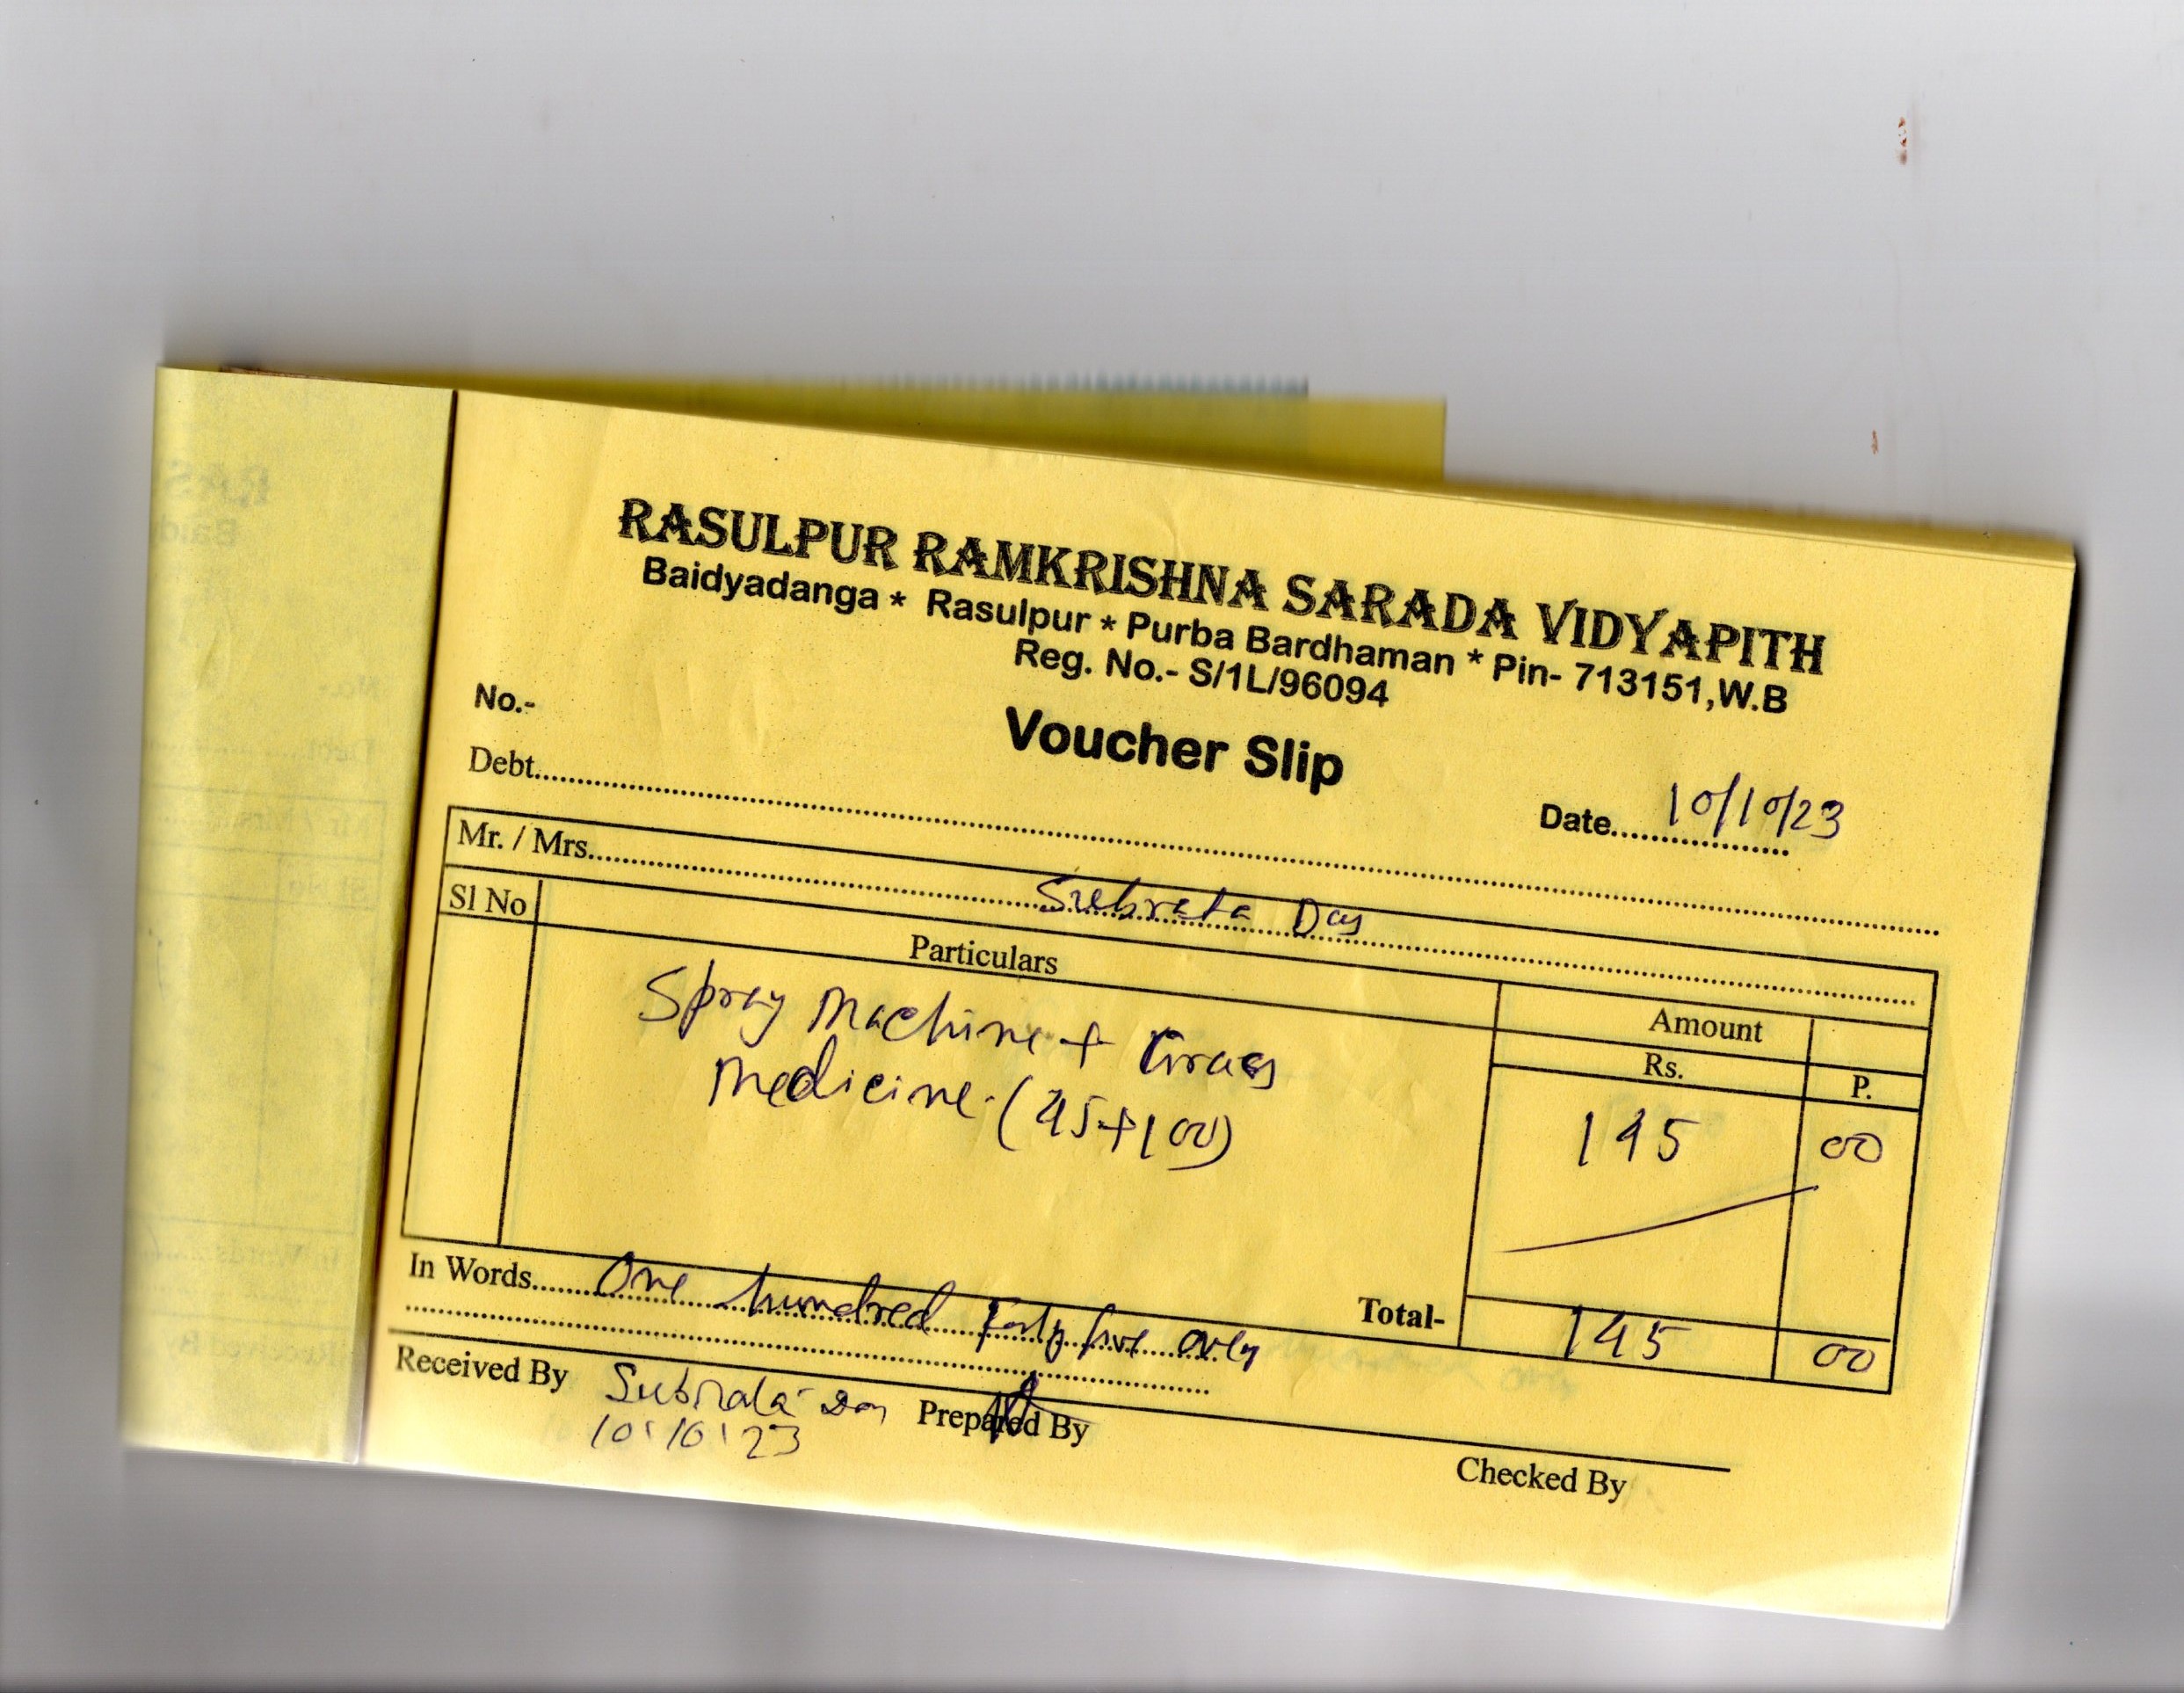 RASULPUR RAMKRISHNA SARADA VIDYAPITH
Baidyadanga * Rasulpur * Purba Bardhaman * Pin- 713151,W.B
Reg. No.- S/1L/96094
No.-
Voucher Slip
Date 10/10/23
Debt
Mr. / Mrs. Subrata Das
Sl No Particulars Amount
Rs. P.
Spray Machine + Grass 145 00
Medicine. (45+100)
Total- 145 00
In Words One hundred Forty five only
Received By Subrata Das Prepared By Checked By
10/10/23